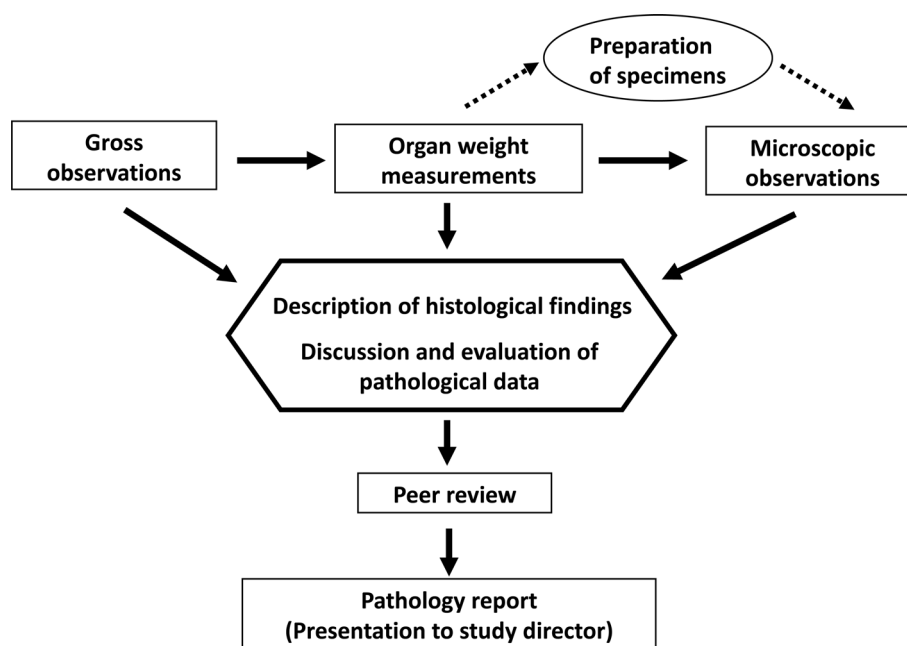 Preparation
of specimens
Gross
observations
Organ weight
measurements
Microscopic
observations
Description of histological findings
Discussion and evaluation of
pathological data
Peer review
Pathology report
(Presentation to study director)